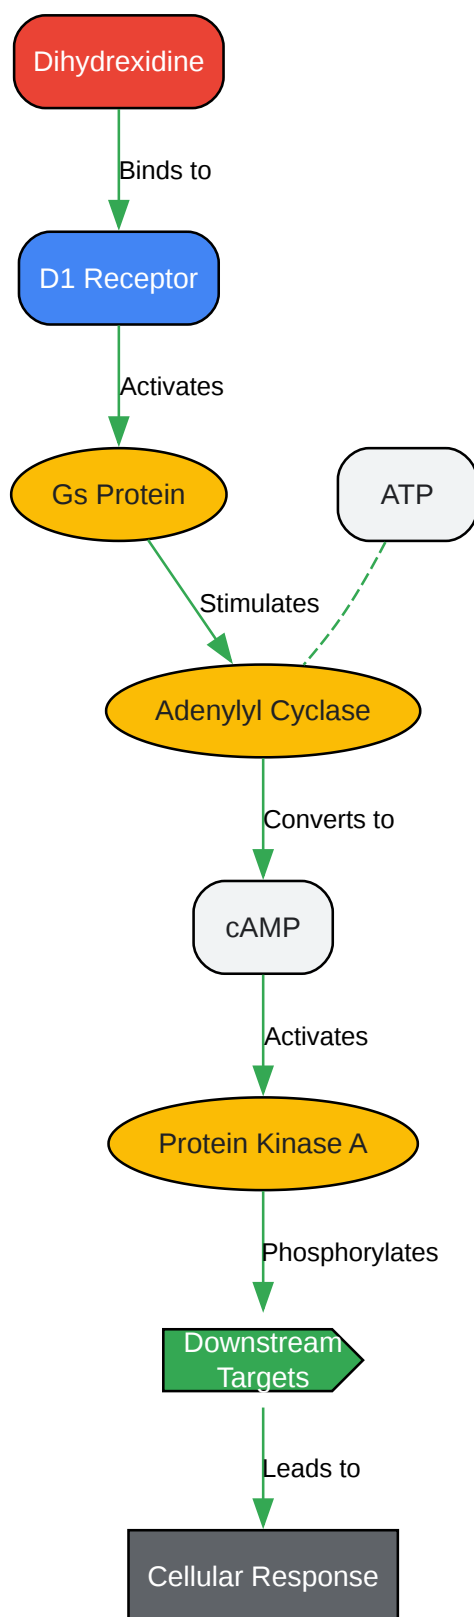 Dihydrexidine
Binds to
D1 Receptor
Activates
Gs Protein
ATP
Stimulates
Adenylyl Cyclase
Converts to
cAMP
Activates
Protein Kinase A
Phosphorylates
Downstream
Targets
Leads to
Cellular Response